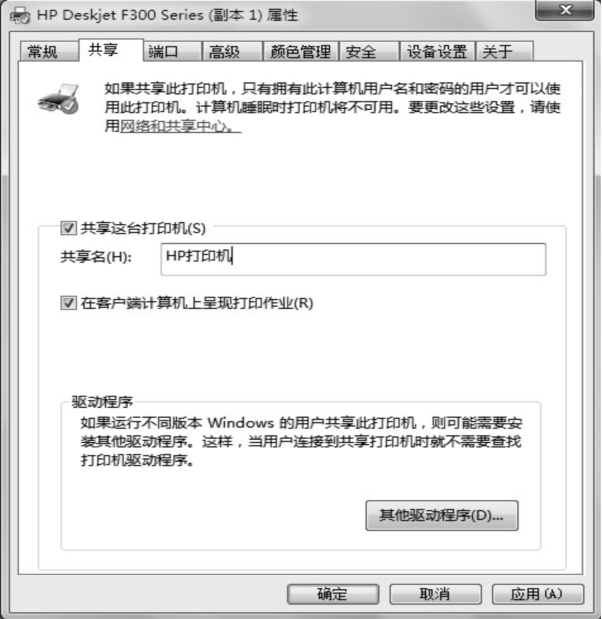 HP Deskjet F300 Series (副本 1) 属性
常规 共享 端口 高级 颜色管理 安全 设备设置 关于
如果共享此打印机，只有拥有此计算机用户名和密码的用户才可以使
用此打印机。计算机睡眠时打印机将不可用。要更改这些设置，请使
用网络和共享中心。
共享这台打印机(S)
共享名(H): HP打印机
在客户端计算机上呈现打印作业(R)
驱动程序
如果运行不同版本 Windows 的用户共享此打印机，则可能需要安
装其他驱动程序。这样，当用户连接到共享打印机时就不需要查找
打印机驱动程序。
其他驱动程序(D)...
确定 取消 应用(A)